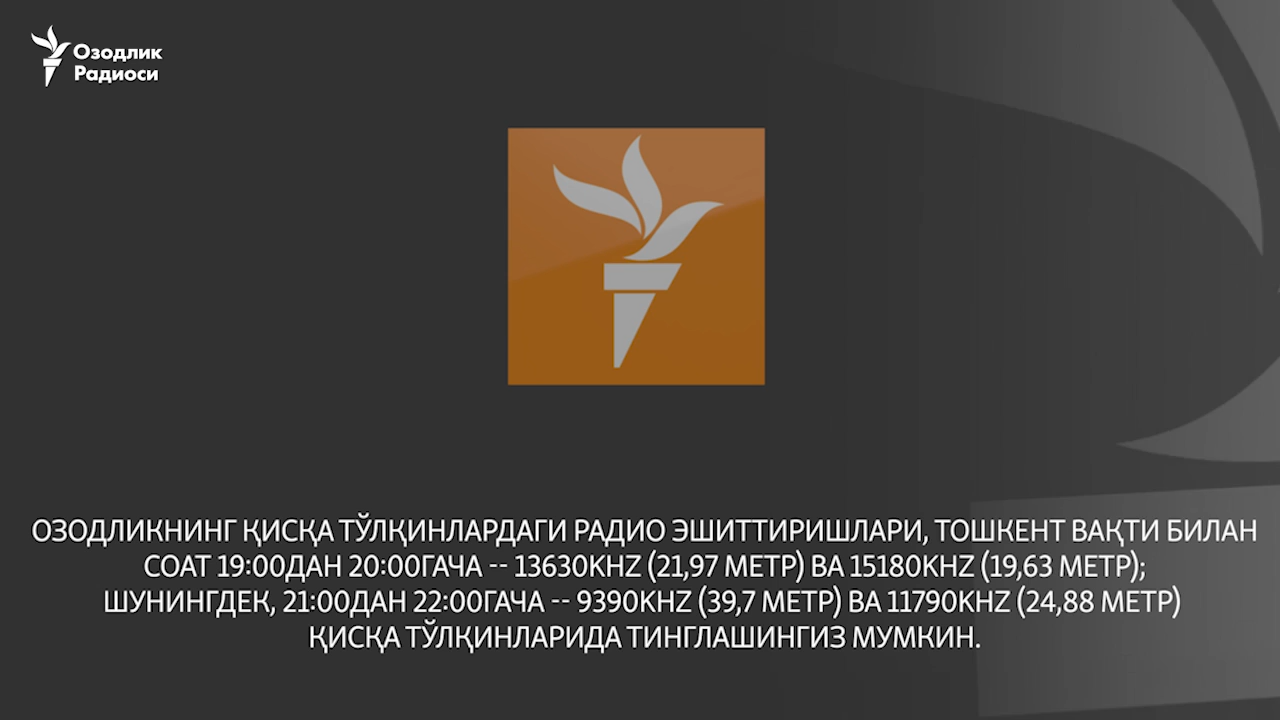 Озодлик
Радиоси
ОЗОДЛИКНИНГ ҚИСҚА ТЎЛҚИНЛАРДАГИ РАДИО ЭШИТТИРИШЛАРИ, ТОШКЕНТ ВАҚТИ БИЛАН
СОАТ 19:00ДАН 20:00ГАЧА -- 13630KHZ (21,97 МЕТР) ВА 15180KHZ (19,63 МЕТР);
ШУНИНГДЕК, 21:00ДАН 22:00ГАЧА -- 9390KHZ (39,7 МЕТР) ВА 11790KHZ (24,88 МЕТР)
ҚИСҚА ТЎЛҚИНЛАРИДА ТИНГЛАШИНГИЗ МУМКИН.